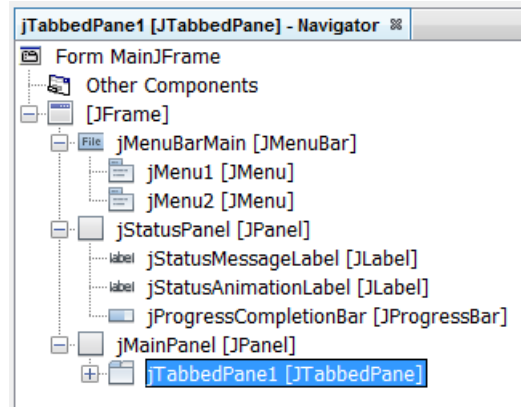 jTabbedPane1 [JTabbedPane] - Navigator
Form MainJFrame
Other Components
[JFrame]
File jMenuBarMain [JMenuBar]
jMenu1 [JMenu]
jMenu2 [JMenu]
jStatusPanel [JPanel]
label jStatusMessageLabel [JLabel]
label jStatusAnimationLabel [JLabel]
jProgressCompletionBar [JProgressBar]
jMainPanel [JPanel]
jTabbedPane1 [JTabbedPane]